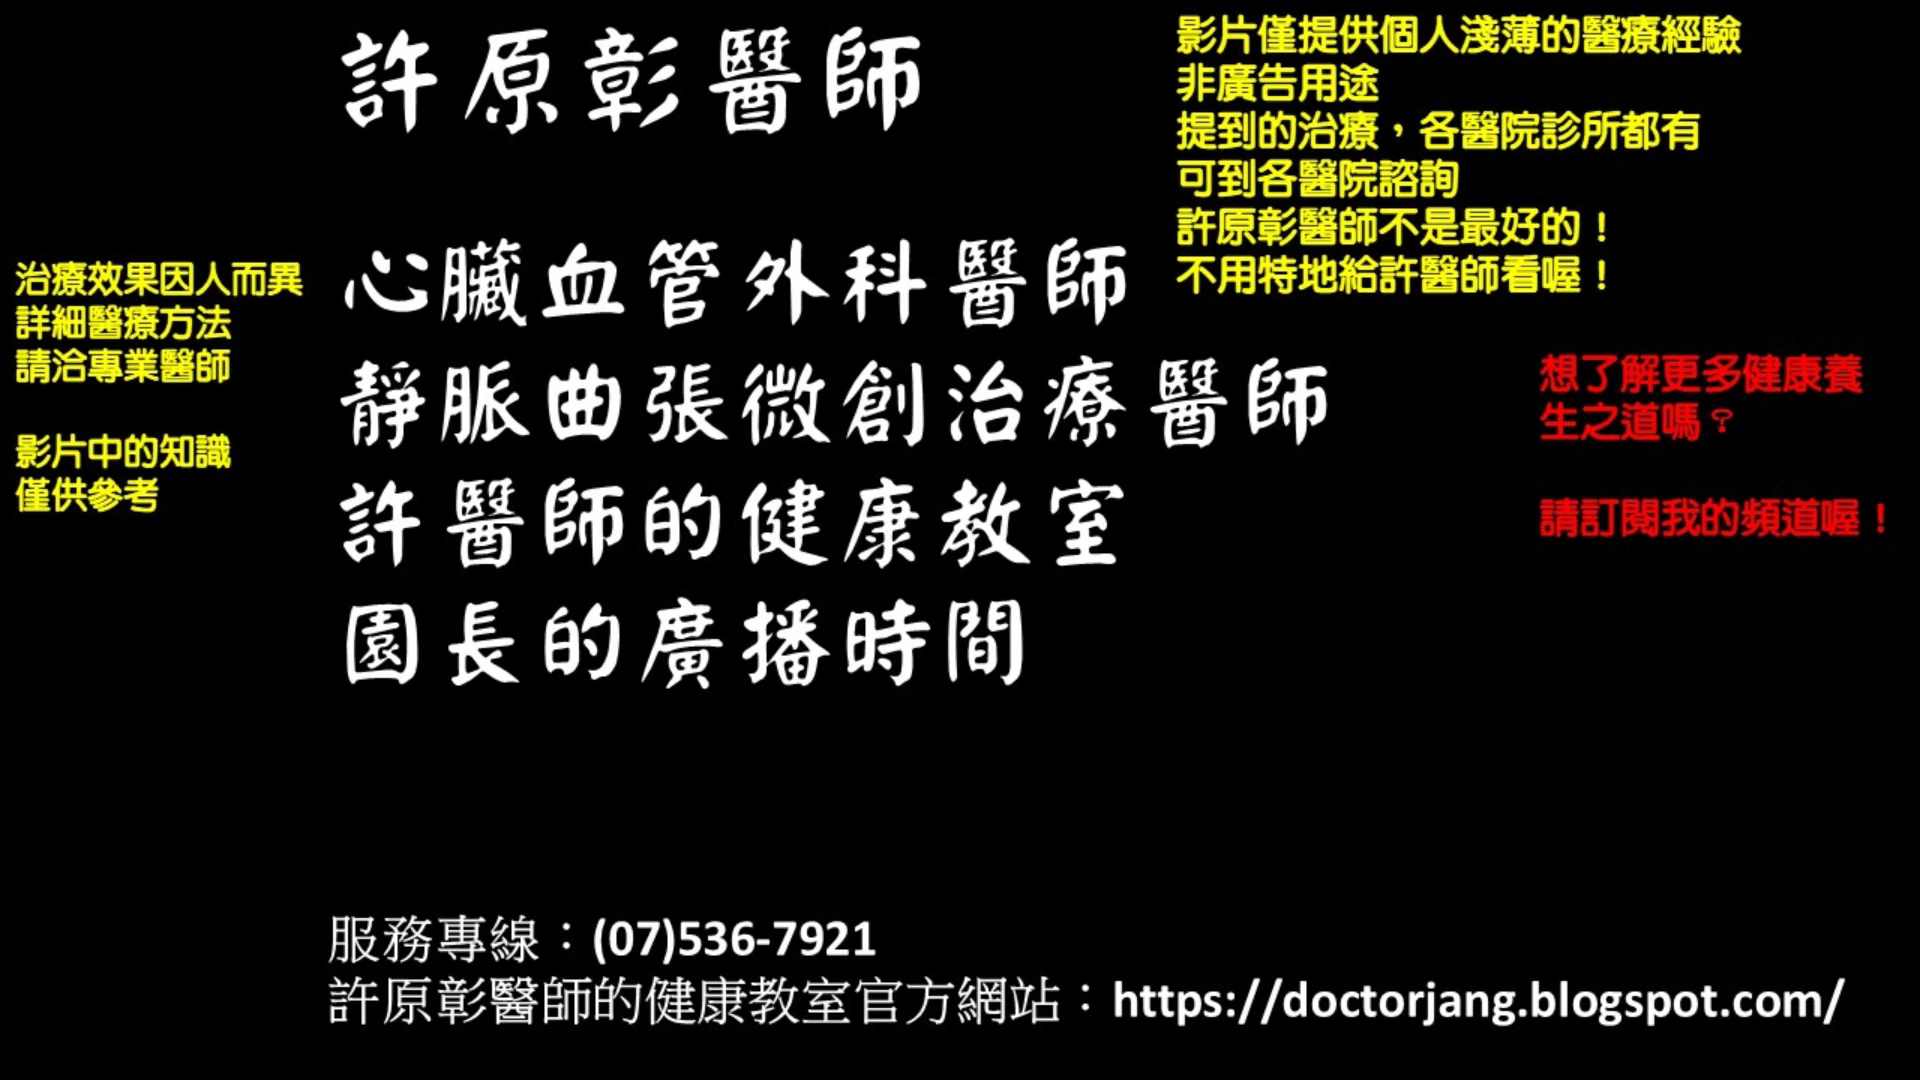 許原彰醫師
影片僅提供個人淺薄的醫療經驗
非廣告用途
提到的治療，各醫院診所都有
可到各醫院諮詢
許原彰醫師不是最好的！
不用特地給許醫師看喔！
治療效果因人而異
詳細醫療方法
請洽專業醫師
影片中的知識
僅供參考
心臟血管外科醫師
靜脈曲張微創治療醫師
許醫師的健康教室
園長的廣播時間
想了解更多健康養
生之道嗎？
請訂閱我的頻道喔！
服務專線：(07)536-7921
許原彰醫師的健康教室官方網站：https://doctorjang.blogspot.com/